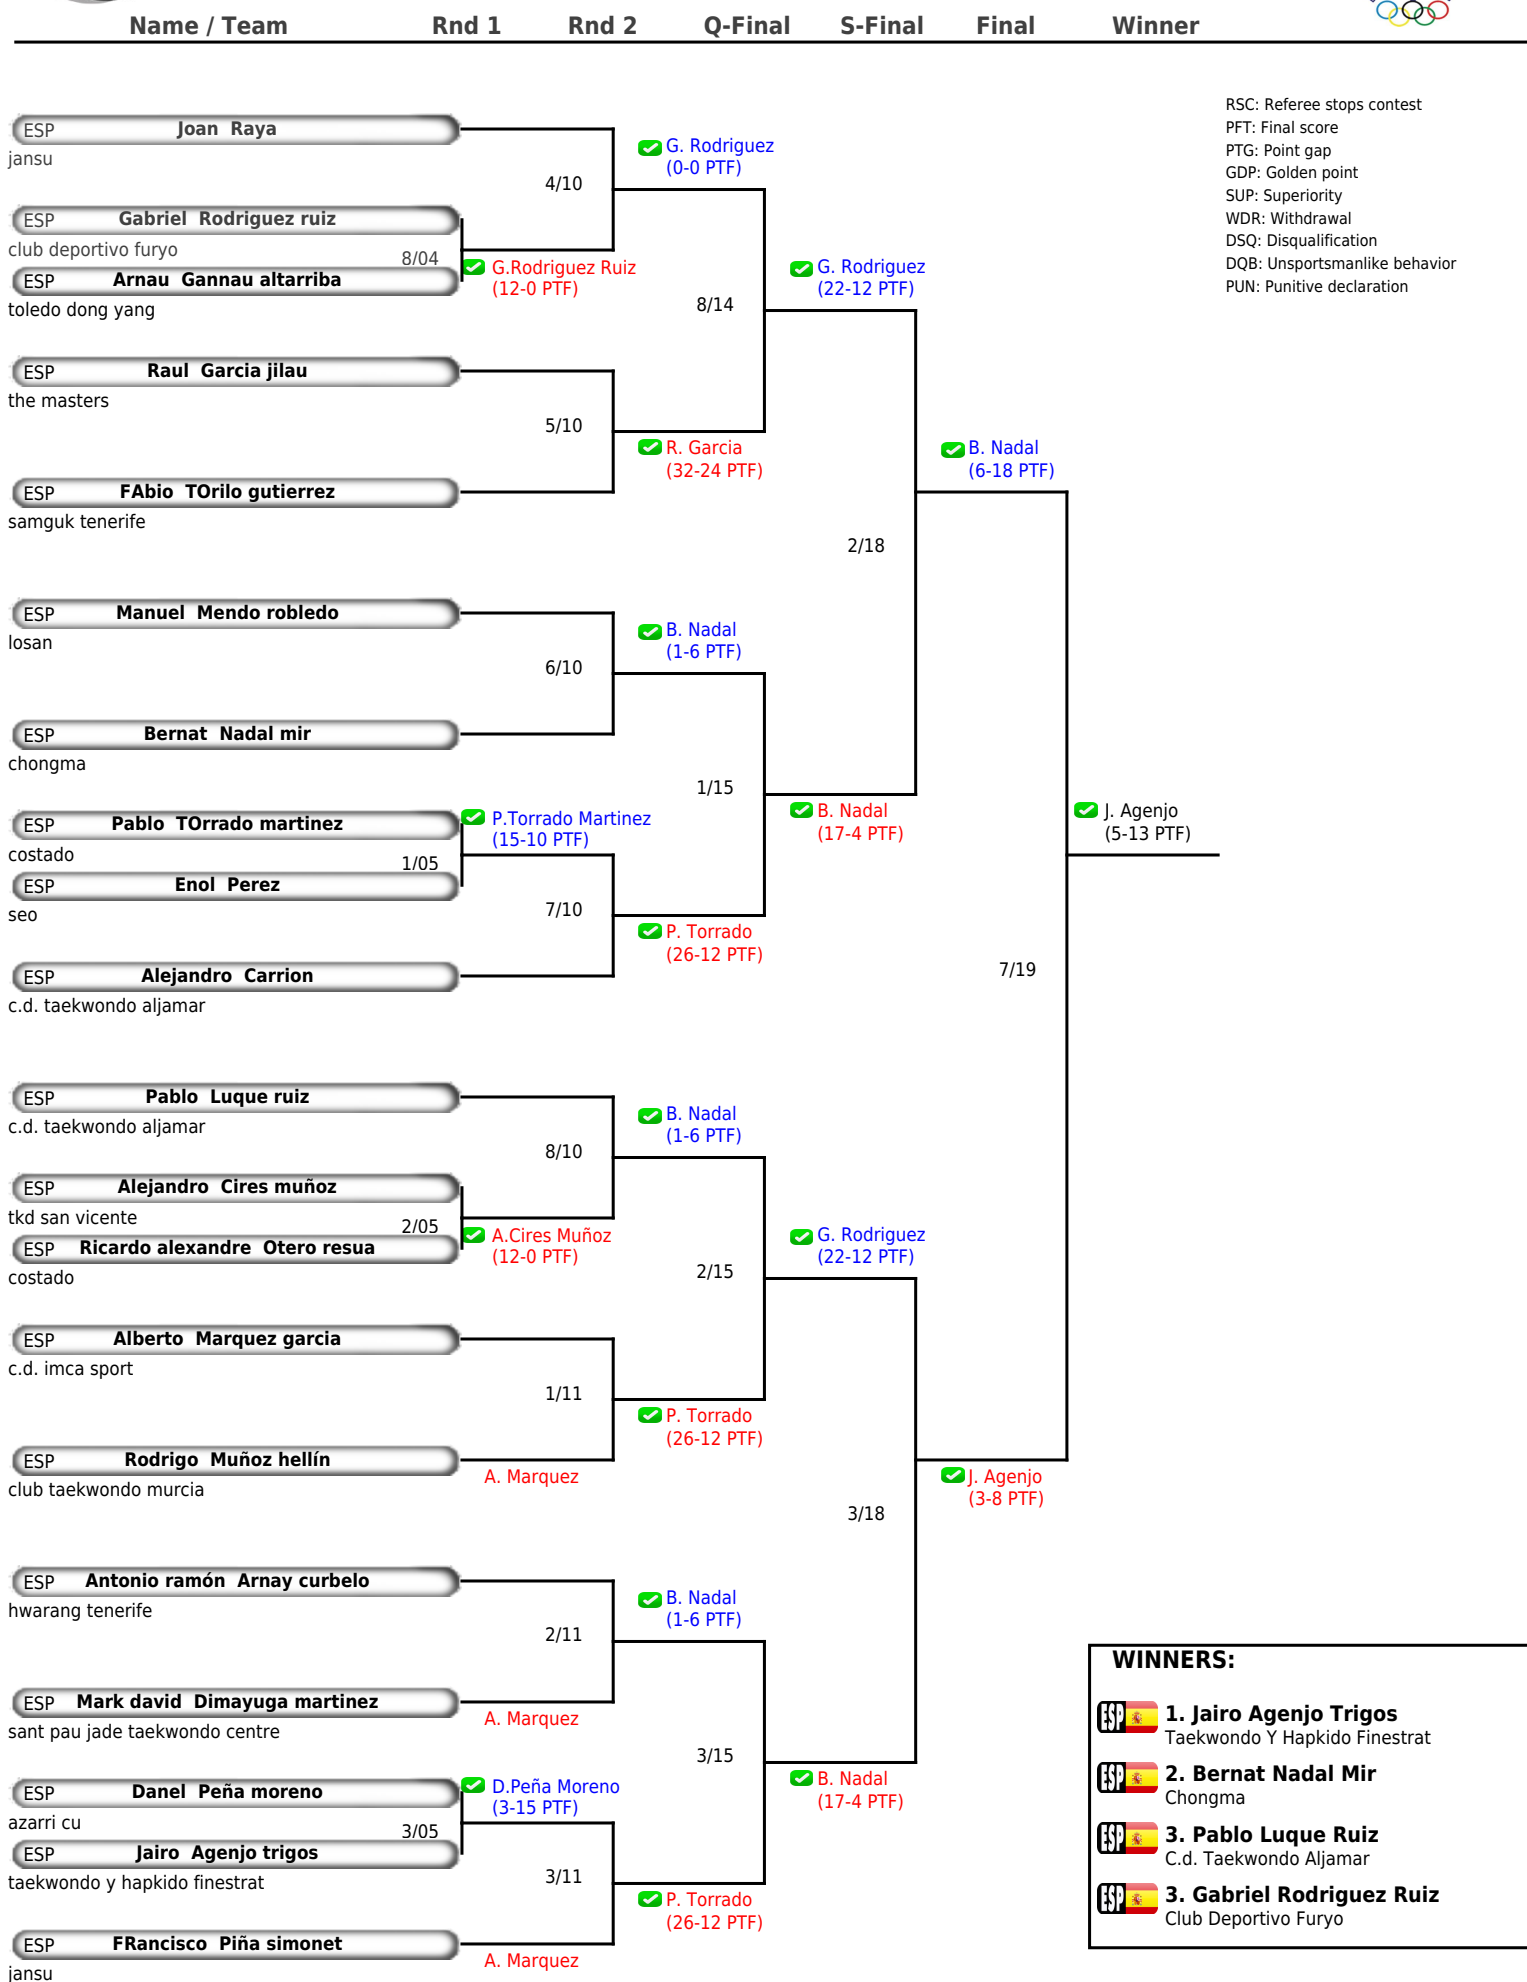 Name / Team Rnd 1 Rnd 2 Q-Final S-Final Final Winner
RSC: Referee stops contest
PFT: Final score
PTG: Point gap
GDP: Golden point
SUP: Superiority
WDR: Withdrawal
DSQ: Disqualification
DQB: Unsportsmanlike behavior
PUN: Punitive declaration
ESP Joan Raya
jansu
G. Rodriguez
(0-0 PTF)
4/10
ESP Gabriel Rodriguez ruiz
club deportivo furyo
8/04
G.Rodriguez Ruiz
(12-0 PTF)
ESP Arnau Gannau altarriba
toledo dong yang
G. Rodriguez
(22-12 PTF)
8/14
ESP Raul Garcia jilau
the masters
5/10
R. Garcia
(32-24 PTF)
ESP FAbio TOrilo gutierrez
samguk tenerife
B. Nadal
(6-18 PTF)
2/18
ESP Manuel Mendo robledo
losan
B. Nadal
(1-6 PTF)
6/10
ESP Bernat Nadal mir
chongma
1/15
B. Nadal
(17-4 PTF)
ESP Pablo TOrrado martinez
costado
P.Torrado Martinez
(15-10 PTF)
1/05
ESP Enol Perez
seo
7/10
P. Torrado
(26-12 PTF)
ESP Alejandro Carrion
c.d. taekwondo aljamar
J. Agenjo
(5-13 PTF)
7/19
ESP Pablo Luque ruiz
c.d. taekwondo aljamar
B. Nadal
(1-6 PTF)
8/10
ESP Alejandro Cires muñoz
tkd san vicente
2/05
A.Cires Muñoz
(12-0 PTF)
ESP Ricardo alexandre Otero resua
costado
G. Rodriguez
(22-12 PTF)
2/15
ESP Alberto Marquez garcia
c.d. imca sport
1/11
P. Torrado
(26-12 PTF)
ESP Rodrigo Muñoz hellín
club taekwondo murcia
A. Marquez
J. Agenjo
(3-8 PTF)
3/18
ESP Antonio ramón Arnay curbelo
hwarang tenerife
B. Nadal
(1-6 PTF)
2/11
ESP Mark david Dimayuga martinez
sant pau jade taekwondo centre
A. Marquez
3/15
B. Nadal
(17-4 PTF)
ESP Danel Peña moreno
azarri cu
D.Peña Moreno
(3-15 PTF)
3/05
ESP Jairo Agenjo trigos
taekwondo y hapkido finestrat
3/11
P. Torrado
(26-12 PTF)
ESP FRancisco Piña simonet
jansu
A. Marquez
WINNERS:
ESP 1. Jairo Agenjo Trigos
Taekwondo Y Hapkido Finestrat
ESP 2. Bernat Nadal Mir
Chongma
ESP 3. Pablo Luque Ruiz
C.d. Taekwondo Aljamar
ESP 3. Gabriel Rodriguez Ruiz
Club Deportivo Furyo